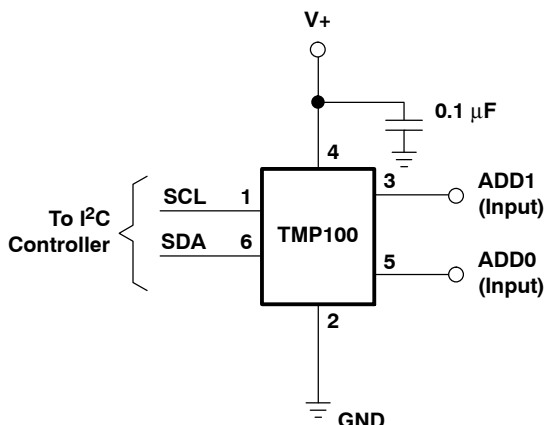 V+
0.1 µF
4
3
ADD1
(Input)
SCL 1
To I²C
Controller
SDA 6
TMP100
5
ADD0
(Input)
2
GND